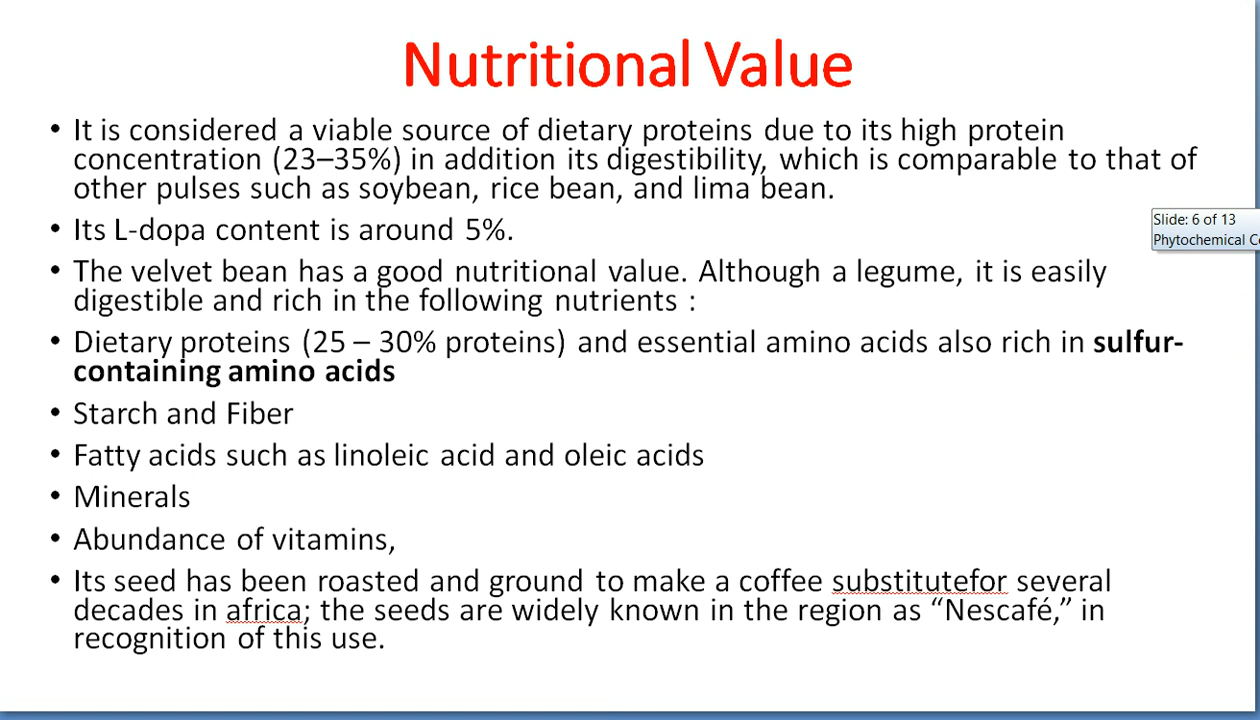 Nutritional Value
• It is considered a viable source of dietary proteins due to its high protein
concentration (23–35%) in addition its digestibility, which is comparable to that of
other pulses such as soybean, rice bean, and lima bean.
• Its L-dopa content is around 5%.
Slide: 6 of 13
Phytochemical C
• The velvet bean has a good nutritional value. Although a legume, it is easily
digestible and rich in the following nutrients :
• Dietary proteins (25 – 30% proteins) and essential amino acids also rich in sulfur-
containing amino acids
• Starch and Fiber
• Fatty acids such as linoleic acid and oleic acids
• Minerals
• Abundance of vitamins,
• Its seed has been roasted and ground to make a coffee substitutefor several
decades in africa; the seeds are widely known in the region as “Nescafé,” in
recognition of this use.